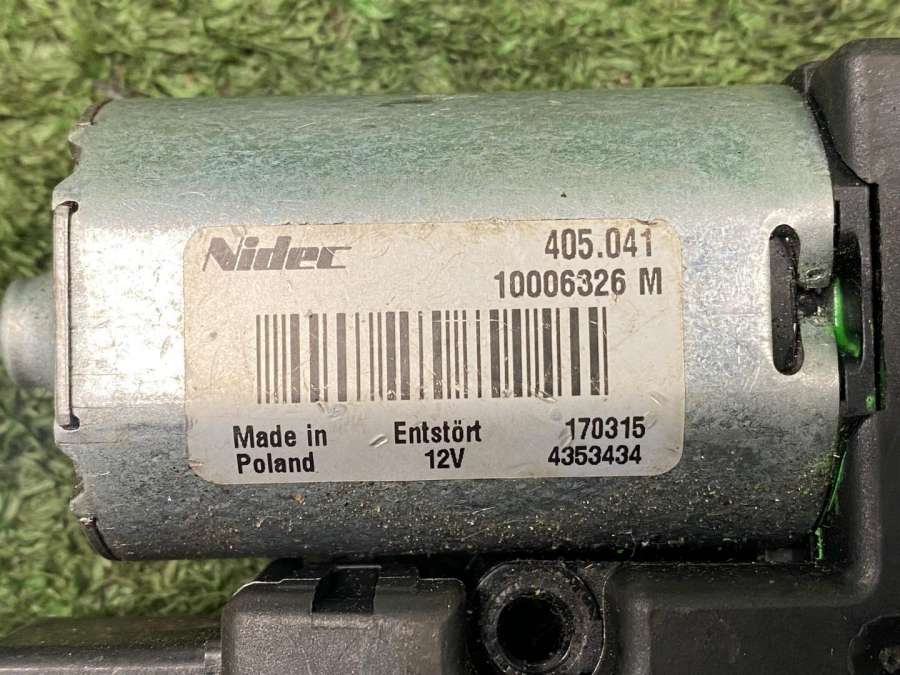 Nidec 405.041
10006326 M
Made in Entstört 170315
Poland 12V 4353434